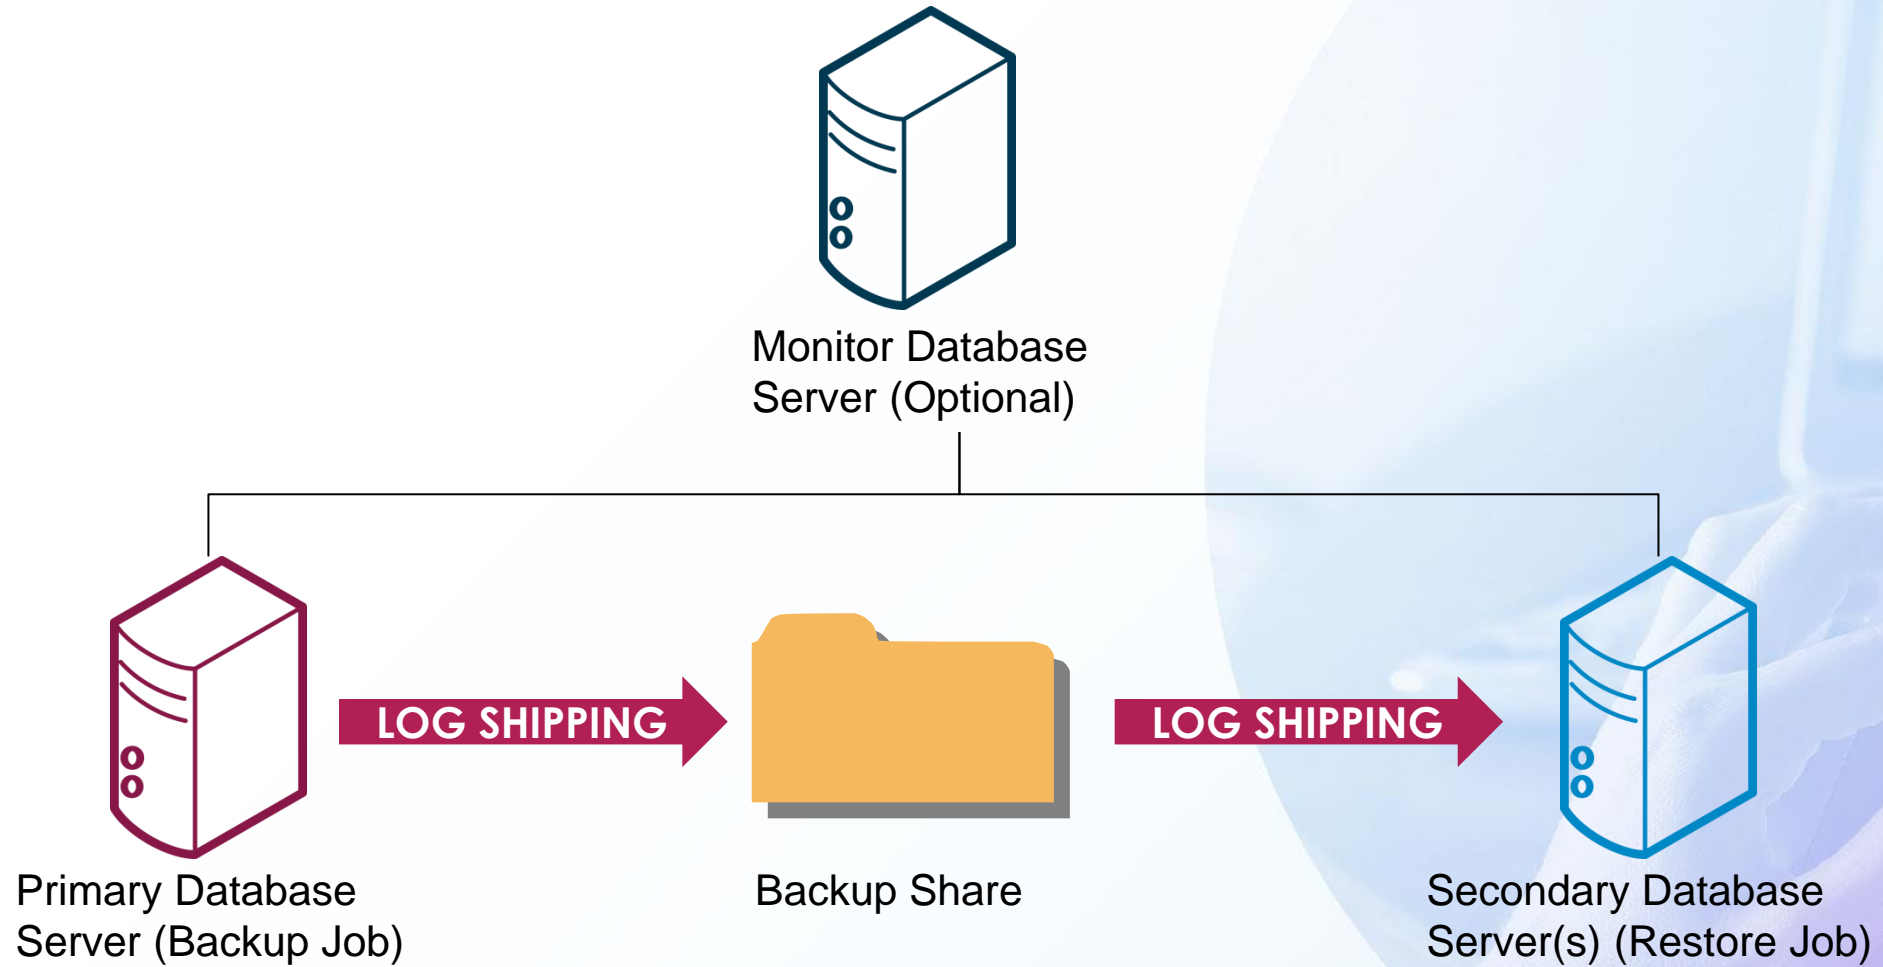 Monitor Database
Server (Optional)
LOG SHIPPING
LOG SHIPPING
Primary Database
Server (Backup Job)
Backup Share
Secondary Database
Server(s) (Restore Job)